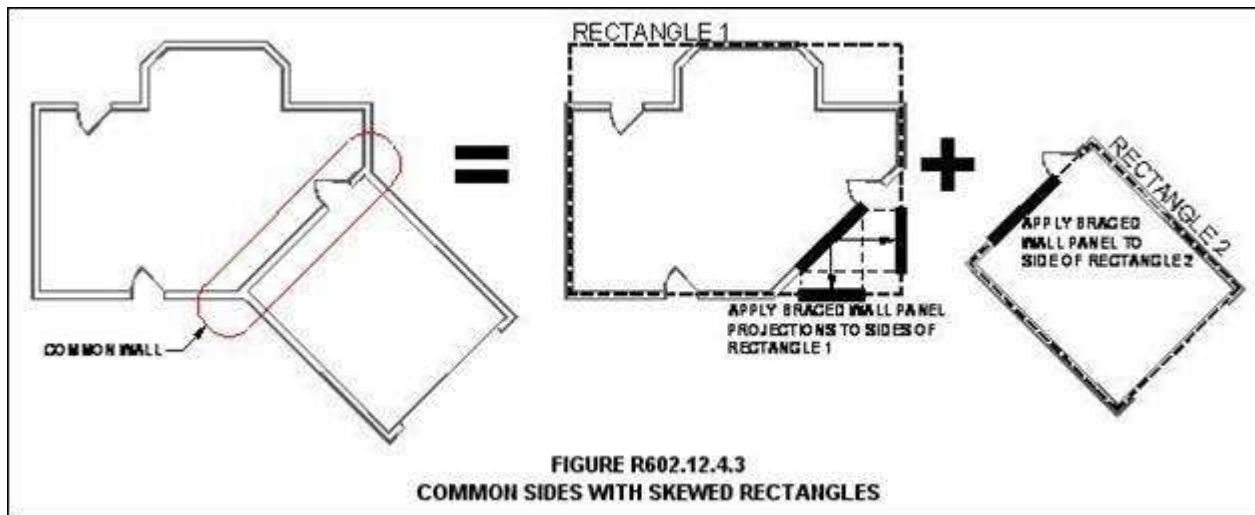 RECTANGLE 1
RECTANGLE 2
APPLY BRACED
WALL PANEL TO
SIDE OF RECTANGLE 2
APPLY BRACED WALL PANEL
PROJECTIONS TO SIDES OF
RECTANGLE 1
COMMON WALL
FIGURE R602.12.4.3
COMMON SIDES WITH SKEWED RECTANGLES